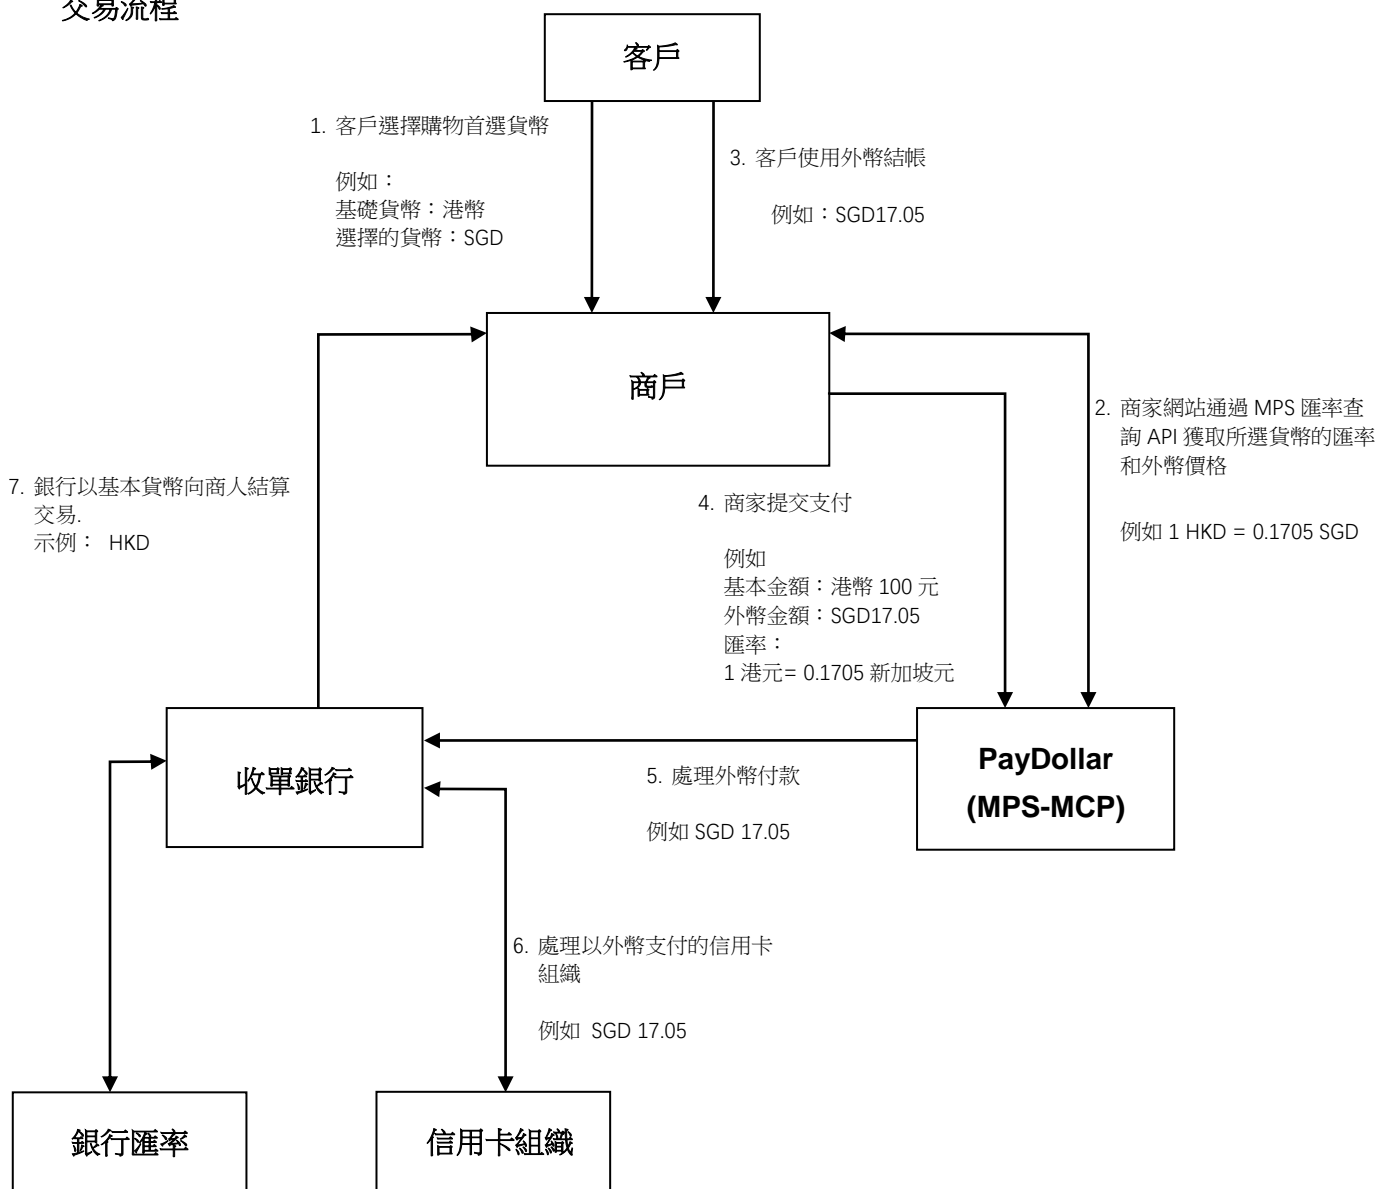 交易流程
客戶
1. 客戶選擇購物首選貨幣
例如：
基礎貨幣：港幣
選擇的貨幣：SGD
3. 客戶使用外幣結帳
例如：SGD17.05
商戶
2. 商家網站通過 MPS 匯率查
詢 API 獲取所選貨幣的匯率
和外幣價格
例如 1 HKD = 0.1705 SGD
7. 銀行以基本貨幣向商人結算
交易.
示例： HKD
4. 商家提交支付
例如
基本金額：港幣 100 元
外幣金額：SGD17.05
匯率：
1 港元= 0.1705 新加坡元
收單銀行
5. 處理外幣付款
例如 SGD 17.05
PayDollar
(MPS-MCP)
6. 處理以外幣支付的信用卡
組織
例如 SGD 17.05
銀行匯率
信用卡組織